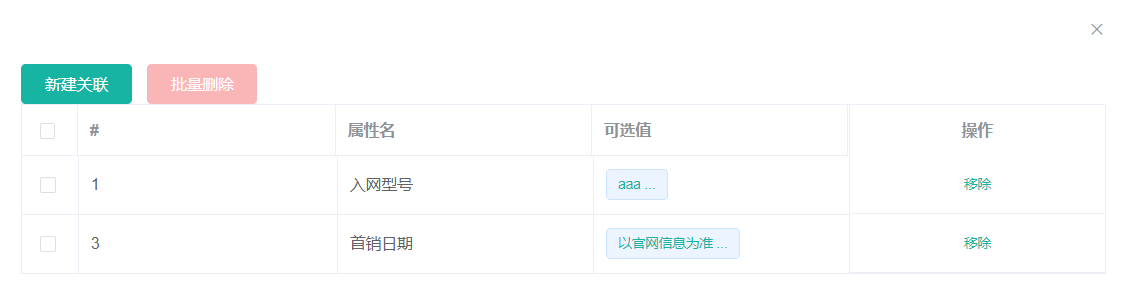 新建关联 批量删除
# 属性名 可选值 操作
1 入网型号 aaa ... 移除
3 首销日期 以官网信息为准 ... 移除